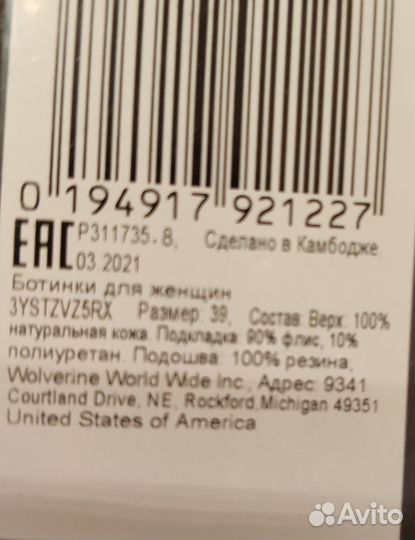 0 194917 921227
EAC P311735. 8, Сделано в Камбодже,
03.2021
Ботинки для женщин
3YSTZVZ5RX Размер: 39, Состав: Верх: 100%
натуральная кожа. Подкладка: 90% флис, 10%
полиуретан. Подошва: 100% резина;
Wolverine World Wide Inc., Адрес: 9341
Courtland Drive, NE, Rockford,Michigan 49351
United States of America
Avito